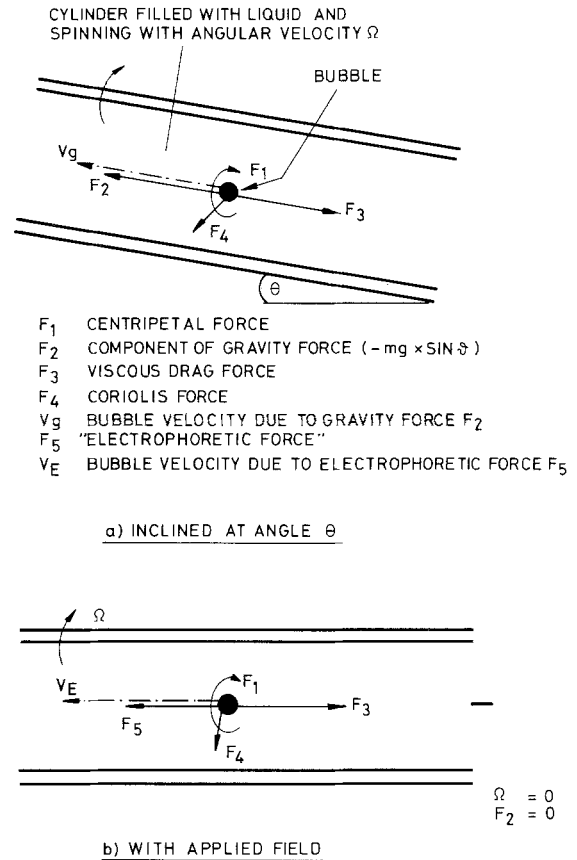 CYLINDER FILLED WITH LIQUID AND
SPINNING WITH ANGULAR VELOCITY Ω
BUBBLE
Vg
F1
F2
F3
F4
θ
F1 CENTRIPETAL FORCE
F2 COMPONENT OF GRAVITY FORCE (-mg × SIN ϑ)
F3 VISCOUS DRAG FORCE
F4 CORIOLIS FORCE
Vg BUBBLE VELOCITY DUE TO GRAVITY FORCE F2
F5 "ELECTROPHORETIC FORCE"
VE BUBBLE VELOCITY DUE TO ELECTROPHORETIC FORCE F5
a) INCLINED AT ANGLE θ
Ω
VE
F1
F5
F3
F4
Ω = 0
F2 = 0
b) WITH APPLIED FIELD